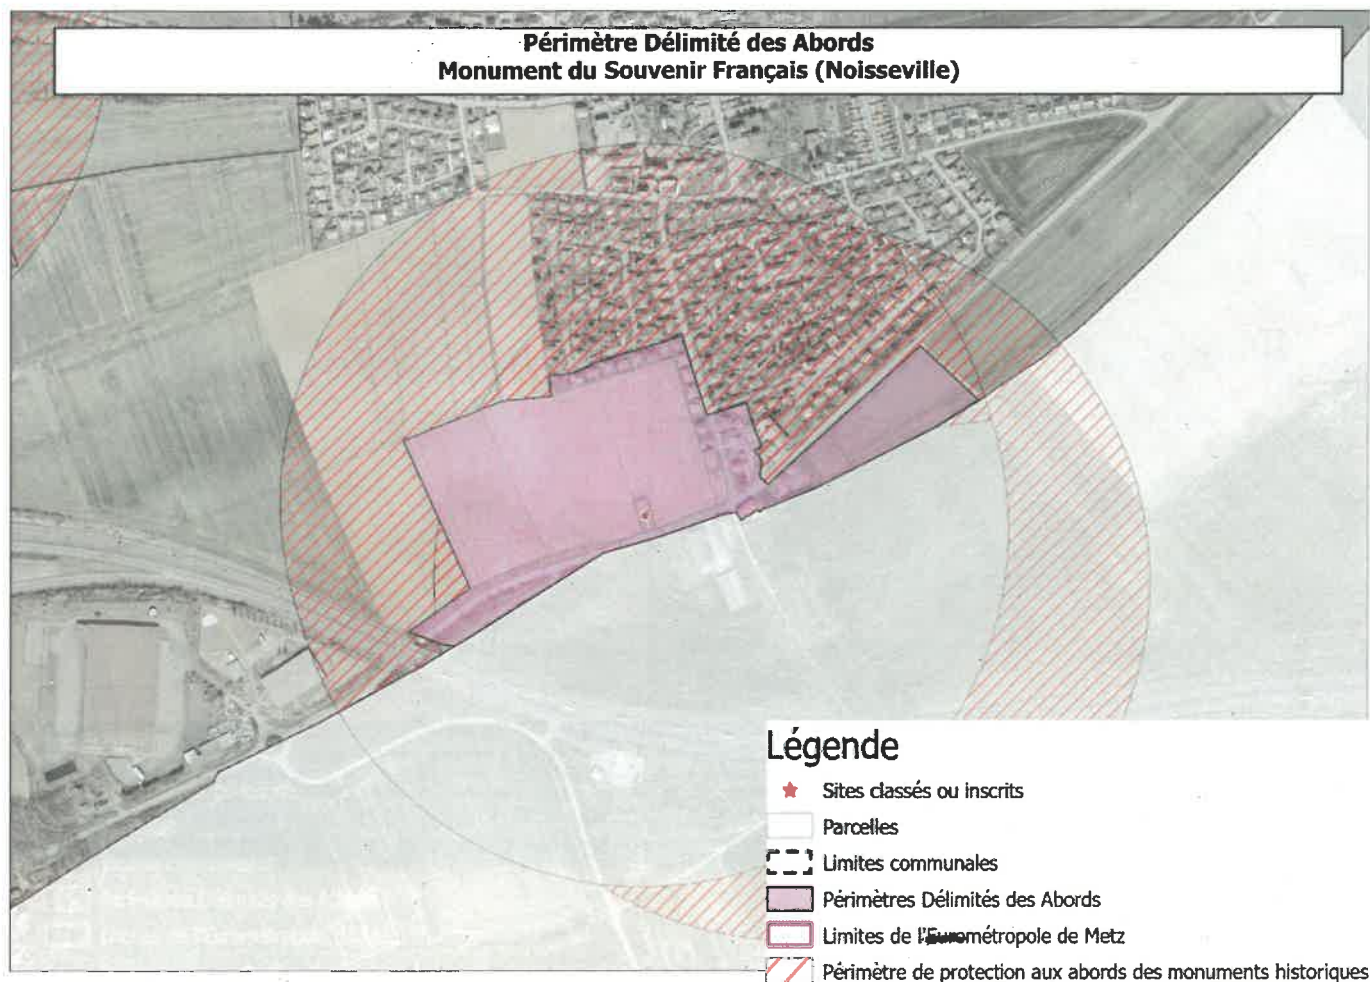 Périmètre Délimité des Abords
Monument du Souvenir Français (Noisseville)
Légende
Sites classés ou inscrits
Parcelles
Limites communales
Périmètres Délimités des Abords
Limites de l'Eurométropole de Metz
Périmètre de protection aux abords des monuments historiques